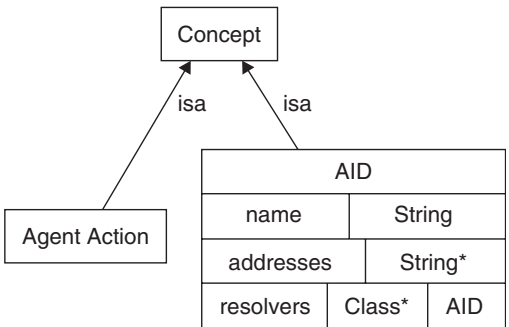 Concept
isa
isa
AID
name String
Agent Action
addresses String*
resolvers Class* AID